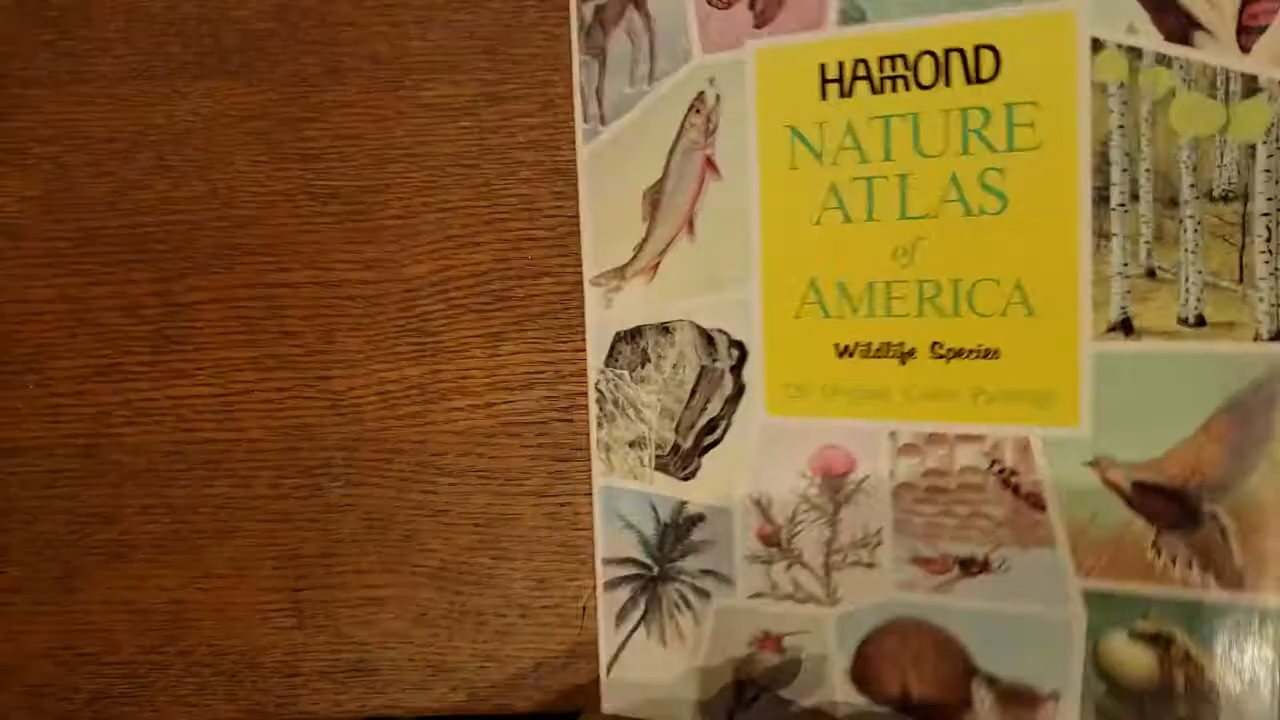 HAMMOND
NATURE
ATLAS
of
AMERICA
Wildlife Species